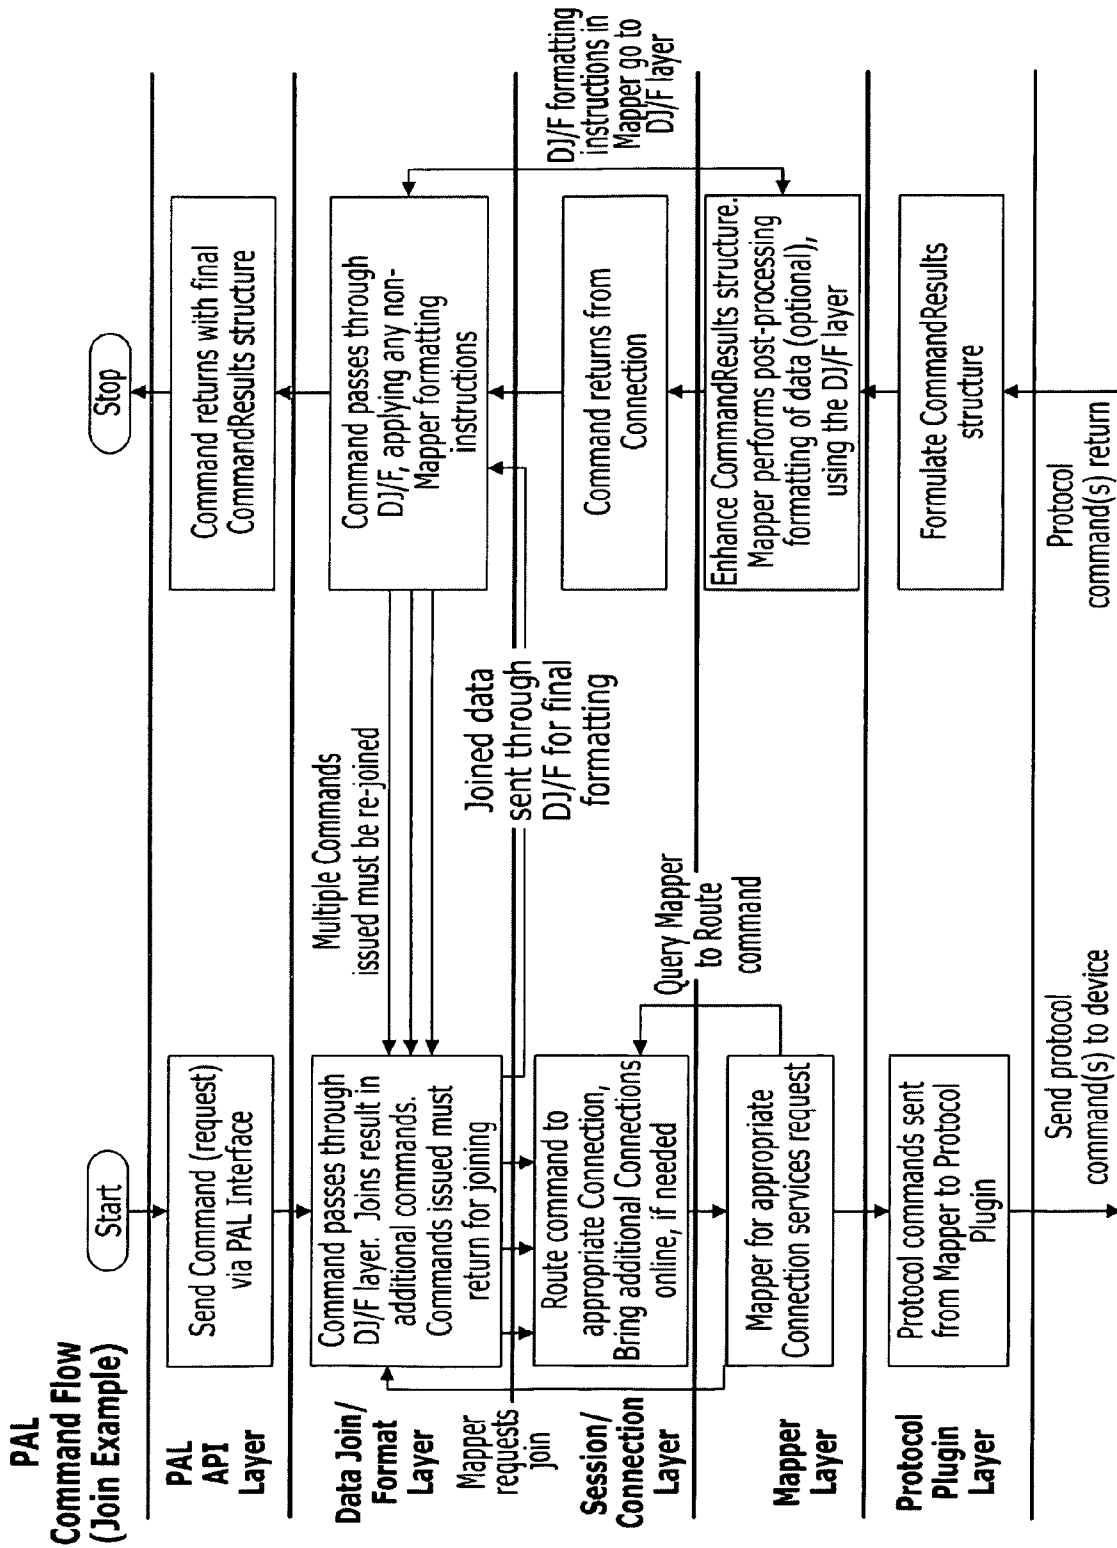 PAL
Command Flow
(Join Example)
Start
Stop
PAL
API
Layer
Send Command (request)
via PAL Interface
Command returns with final
CommandResults structure
Data Join/
Format
Layer
Command passes through
DJ/F layer. Joins result in
additional commands.
Commands issued must
return for joining
Multiple Commands
issued must be re-joined
Command passes through
DJ/F, applying any non-
Mapper formatting
instructions
Mapper
requests
join
Joined data
sent through
DJ/F for final
formatting
DJ/F formatting
instructions in
Mapper go to
DJ/F layer
Session/
Connection
Layer
Route command to
appropriate Connection,
Bring additional Connections
online, if needed
Command returns from
Connection
Query Mapper
to Route
command
Mapper
Layer
Mapper for appropriate
Connection services request
Enhance CommandResults structure.
Mapper performs post-processing
formatting of data (optional),
using the DJ/F layer
Protocol
Plugin
Layer
Protocol commands sent
from Mapper to Protocol
Plugin
Formulate CommandResults
structure
Send protocol
command(s) to device
Protocol
command(s) return